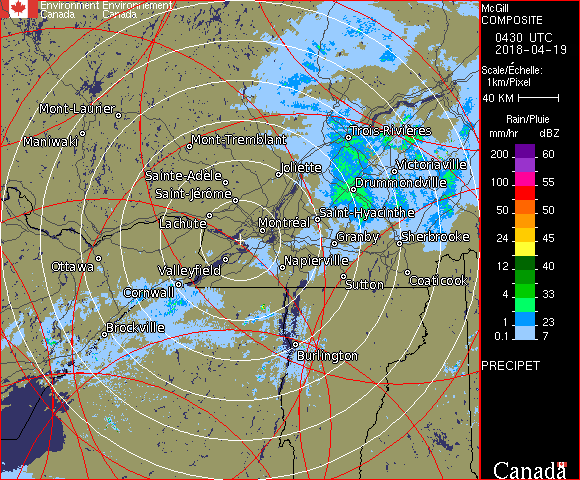 Environment Environnement
Canada Canada
McGill
COMPOSITE
0430 UTC
2018-04-19
Scale/Échelle:
1km/Pixel
40 KM
Rain/Pluie
mm/hr dBZ
200 60
100 55
50 50
24 45
12 40
4 33
1 23
0.1 7
PRECIPET
Canada
Mont-Laurier
Maniwaki
Mont-Tremblant
Trois-Rivières
Joliette
Victoriaville
Sainte-Adèle
Drummondville
Saint-Jérôme
Saint-Hyacinthe
Lachute
Montréal
Granby
Sherbrooke
Ottawa
Valleyfield
Napierville
Cornwall
Sutton
Coaticook
Brockville
Burlington